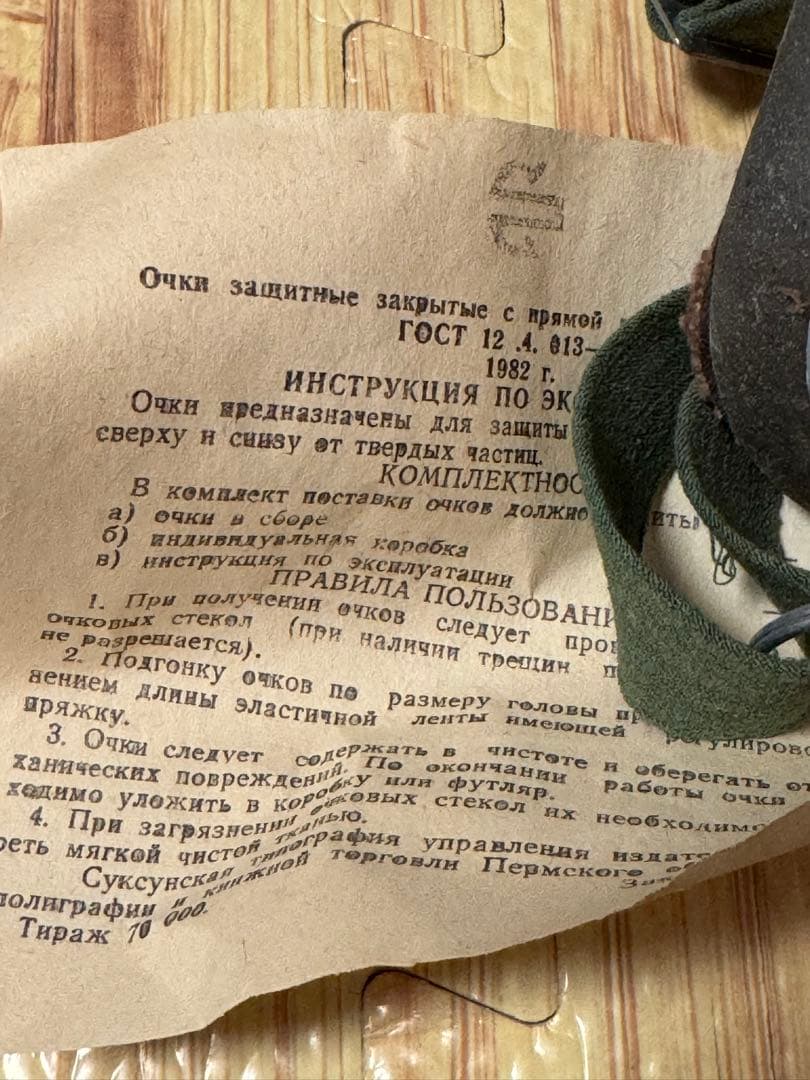 Очки защитные закрытые с прямой
ГОСТ 12 .4. 013–
1982 г.
ИНСТРУКЦИЯ ПО ЭК
Очки предназначены для защиты
сверху и снизу от твердых частиц.
КОМПЛЕКТНОС
В комплект поставки очков должно
а) очки в сборе
б) индивидуальная коробка
в) инструкция по эксплуатации
ПРАВИЛА ПОЛЬЗОВАНИ
1. При получении очков следует
очковых стекол (при наличии трещин
не разрешается).
2. Подгонку очков по размеру головы
нением длины эластичной ленты имеющей регулиров
пряжку.
3. Очки следует содержать в чистоте и оберегать от
ханических повреждений. По окончании работы очки
ходимо уложить в коробку или футляр.
4. При загрязнении очковых стекол их необходимо
реть мягкой чистой тканью.
Суксунская типография управления издат
полиграфии и книжной торговли Пермского
Тираж 10 000.